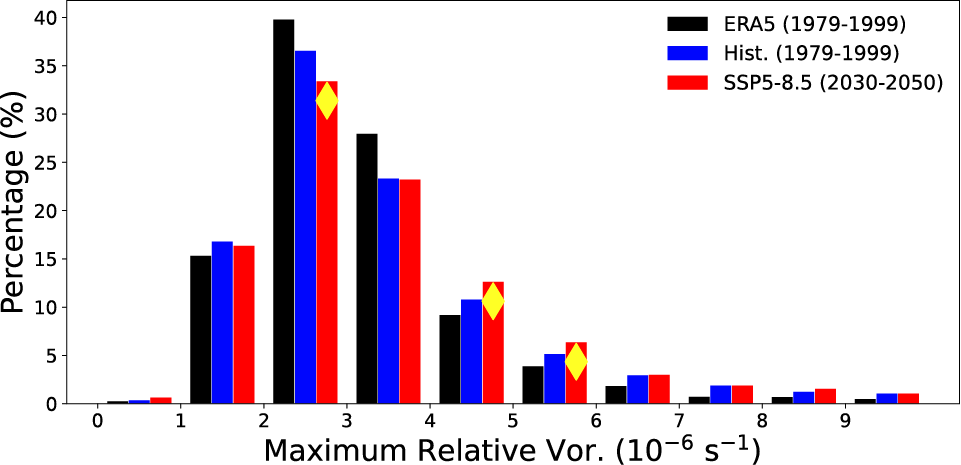 40
35
30
25
20
15
10
5
0
Percentage (%)
ERA5 (1979-1999)
Hist. (1979-1999)
SSP5-8.5 (2030-2050)
0 1 2 3 4 5 6 7 8 9
Maximum Relative Vor. (10⁻⁶ s⁻¹)